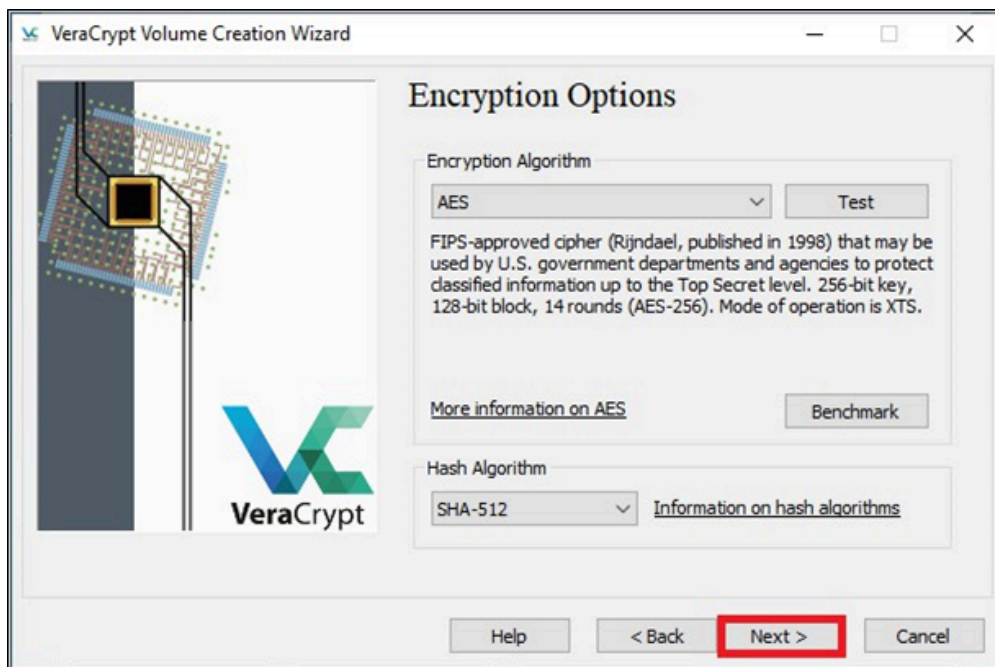 VeraCrypt Volume Creation Wizard
Encryption Options
Encryption Algorithm
AES
Test
FIPS-approved cipher (Rijndael, published in 1998) that may be
used by U.S. government departments and agencies to protect
classified information up to the Top Secret level. 256-bit key,
128-bit block, 14 rounds (AES-256). Mode of operation is XTS.
More information on AES
Benchmark
Hash Algorithm
SHA-512
Information on hash algorithms
VeraCrypt
Help
< Back
Next >
Cancel